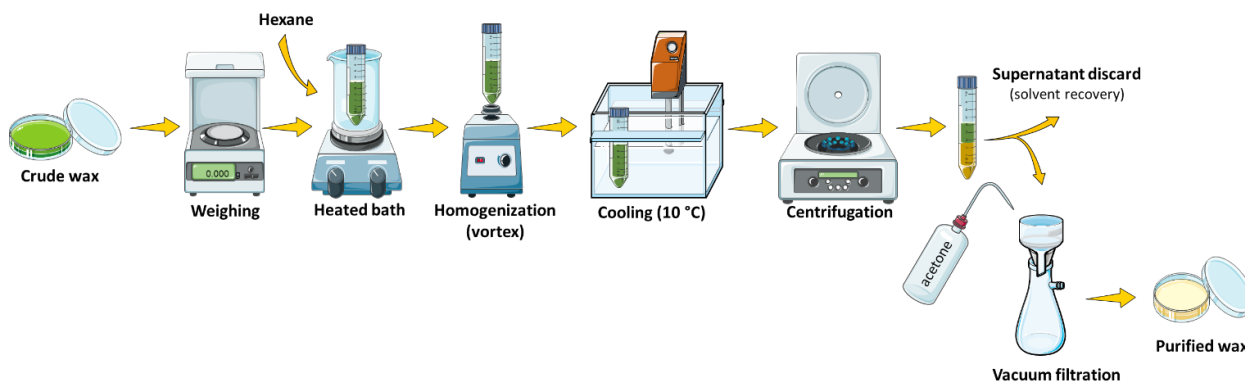 Hexane
Crude wax
0.000
Weighing
Heated bath
Homogenization
(vortex)
Cooling (10 °C)
Centrifugation
Supernatant discard
(solvent recovery)
acetone
Vacuum filtration
Purified wax